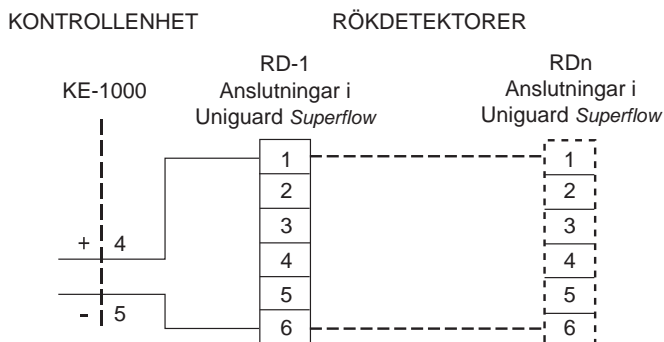 KONTROLLENHET RÖKDETEKTORER
KE-1000
RD-1
Anslutningar i
Uniguard Superflow
RDn
Anslutningar i
Uniguard Superflow
+ 4
- 5
1
2
3
4
5
6
1
2
3
4
5
6